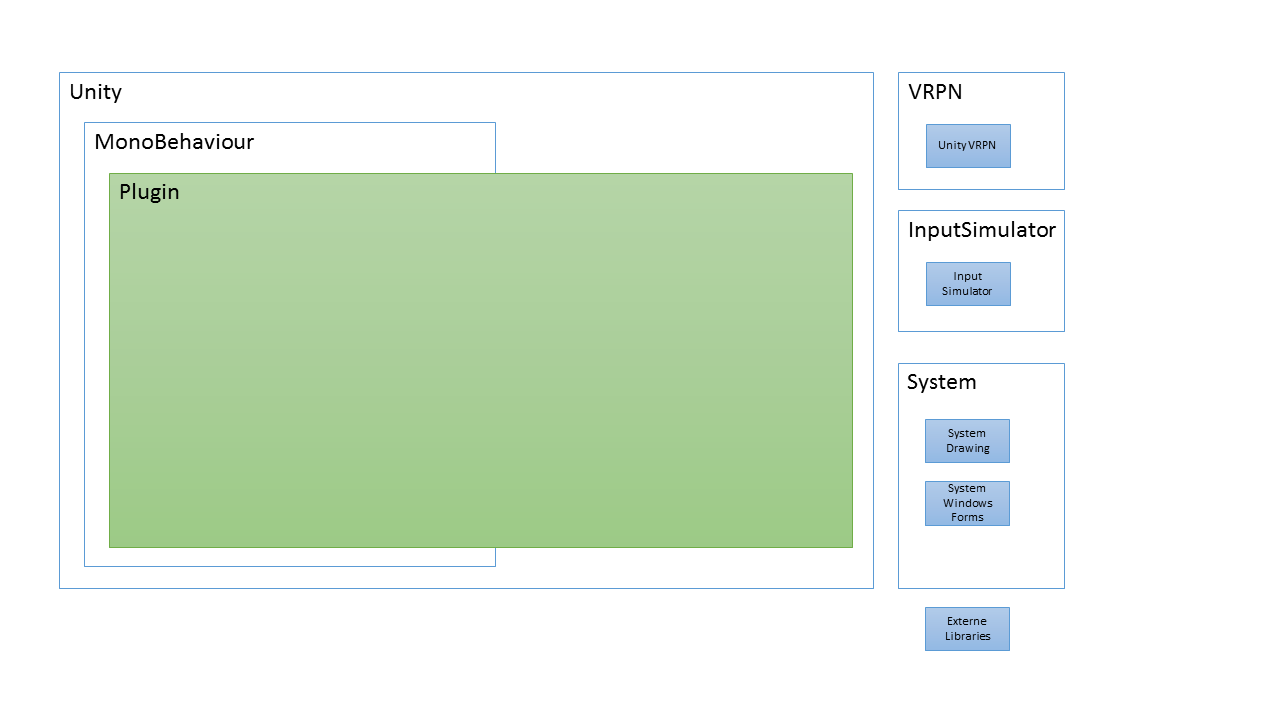 Unity
MonoBehaviour
Plugin
VRPN
Unity VRPN
InputSimulator
Input
Simulator
System
System
Drawing
System
Windows
Forms
Externe
Libraries